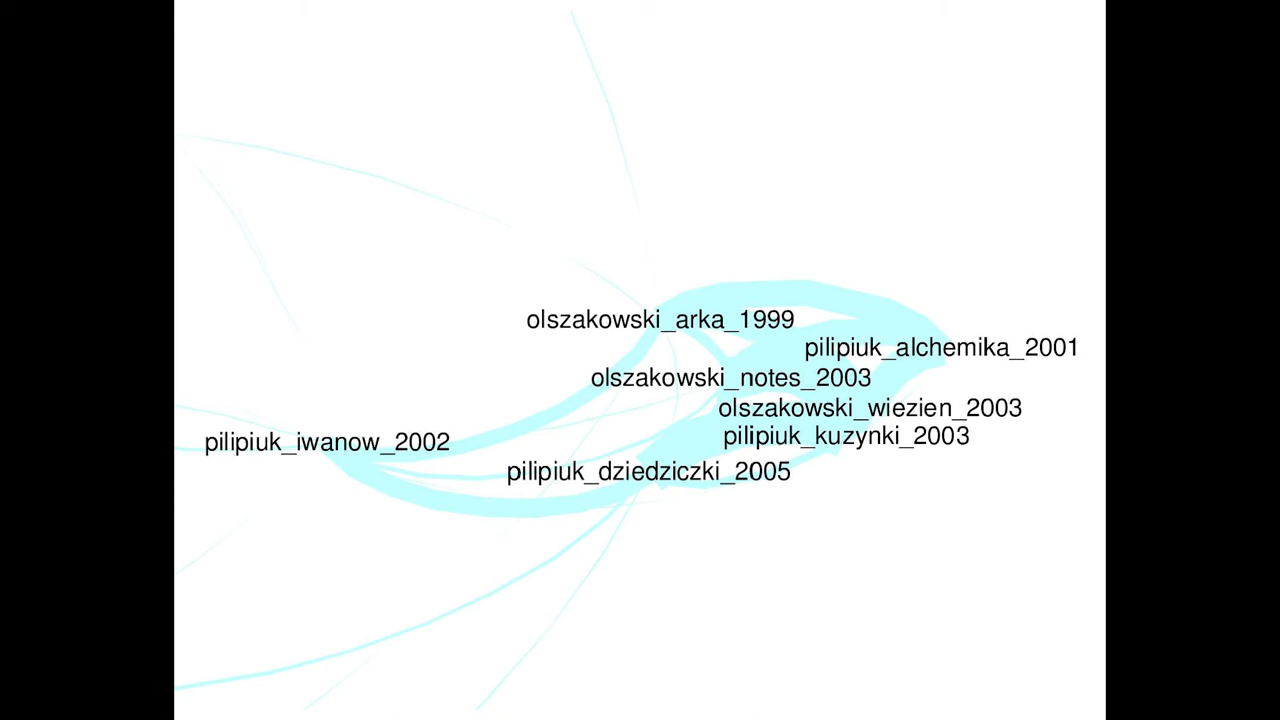 olszakowski_arka_1999
pilipiuk_alchemika_2001
olszakowski_notes_2003
olszakowski_wiezien_2003
pilipiuk_kuzynki_2003
pilipiuk_iwanow_2002
pilipiuk_dziedziczki_2005